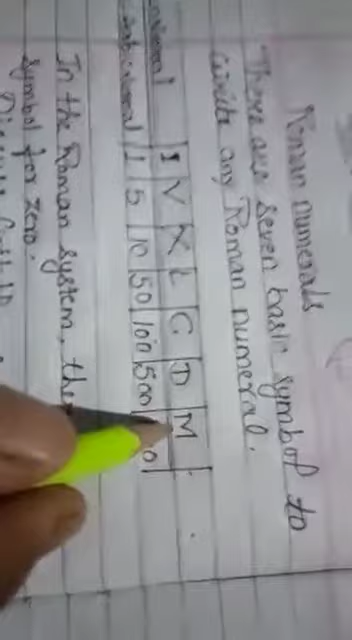 Roman numerals
There are seven basic symbol to
write any Roman numeral.
I V X L C D M
1 5 10 50 100 500
In the Roman system, the
symbol for zero.